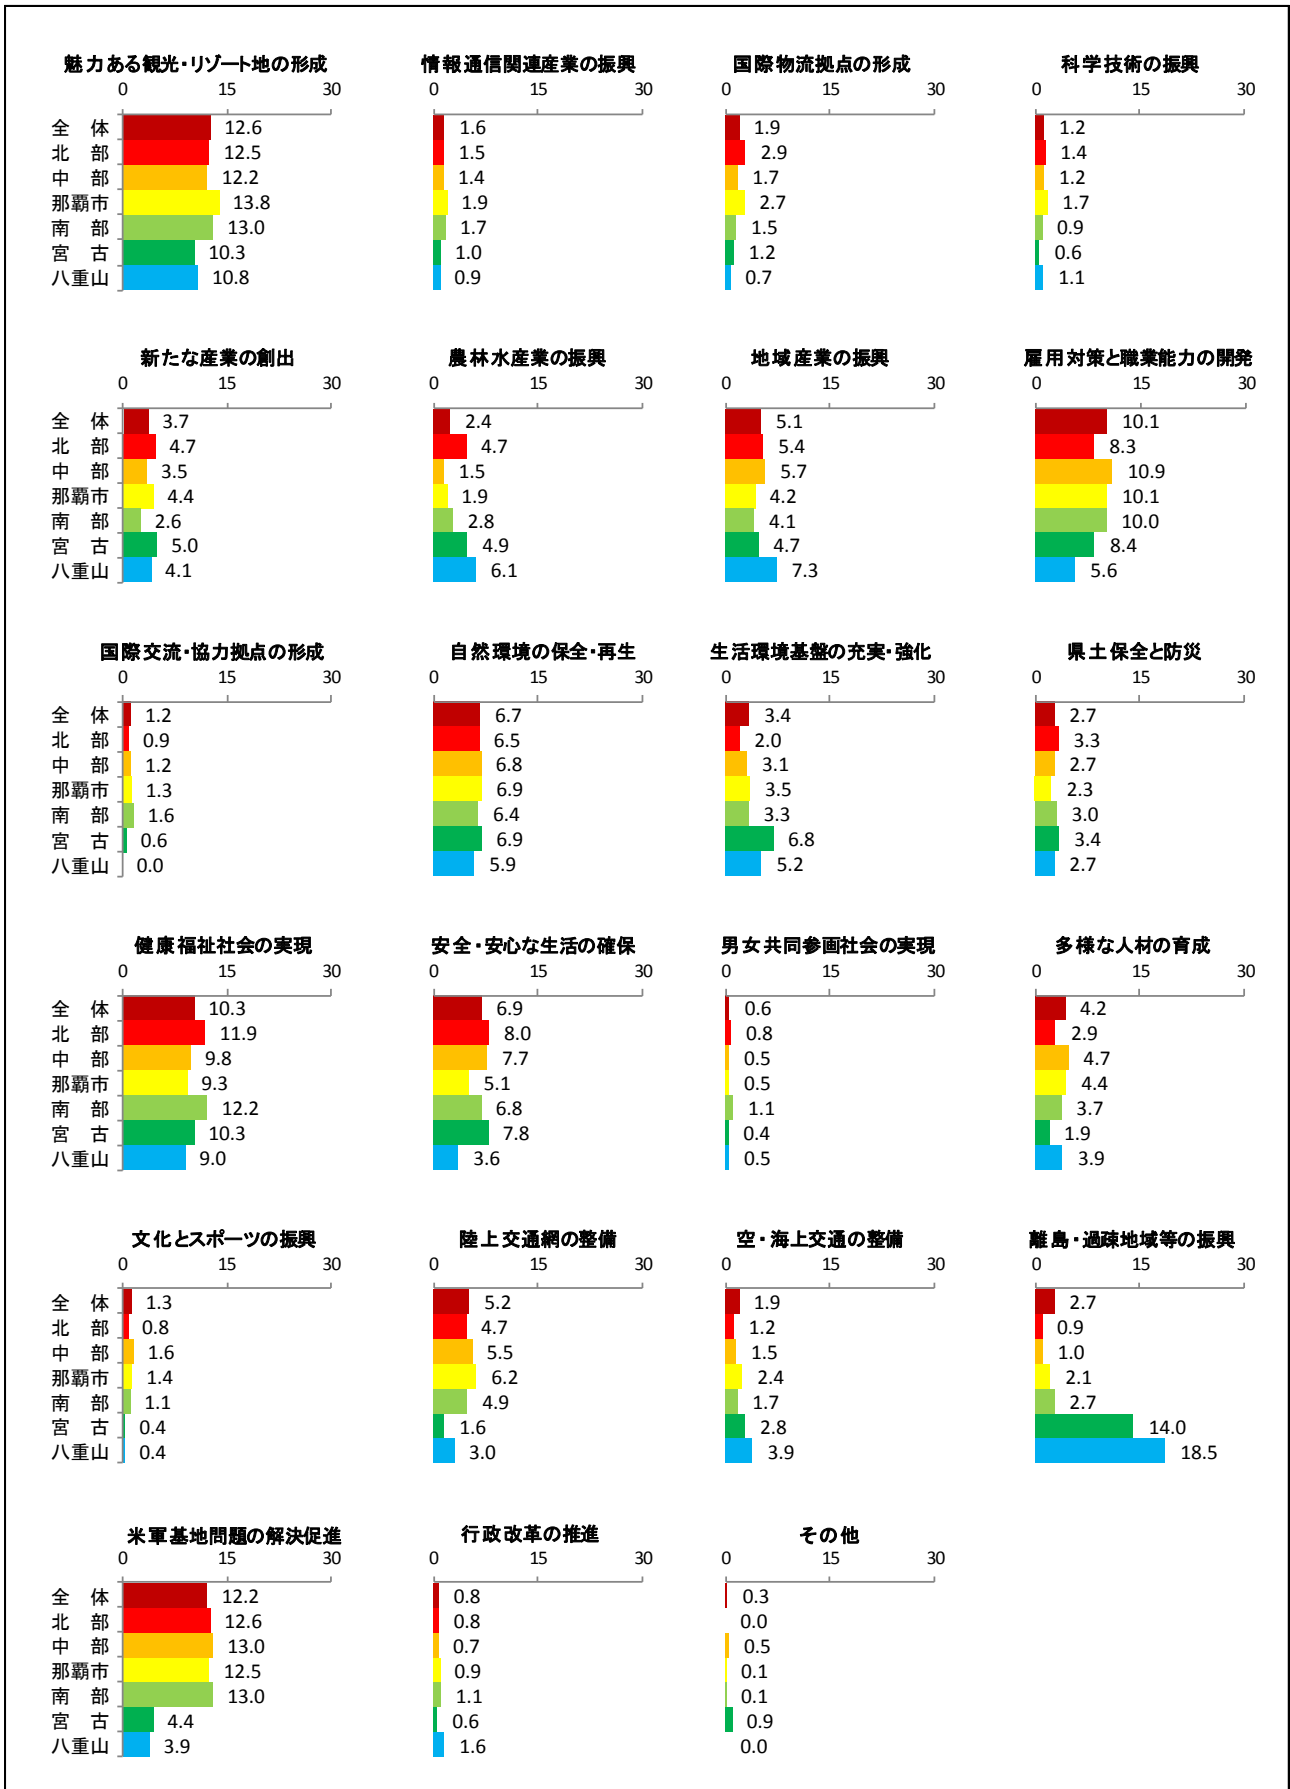 魅力ある観光・リゾート地の形成
0 15 30
全 体 12.6
北 部 12.5
中 部 12.2
那覇市 13.8
南 部 13.0
宮 古 10.3
八重山 10.8
情報通信関連産業の振興
0 15 30
1.6
1.5
1.4
1.9
1.7
1.0
0.9
国際物流拠点の形成
0 15 30
1.9
2.9
1.7
2.7
1.5
1.2
0.7
科学技術の振興
0 15 30
1.2
1.4
1.2
1.7
0.9
0.6
1.1
新たな産業の創出
0 15 30
全 体 3.7
北 部 4.7
中 部 3.5
那覇市 4.4
南 部 2.6
宮 古 5.0
八重山 4.1
農林水産業の振興
0 15 30
2.4
4.7
1.5
1.9
2.8
4.9
6.1
地域産業の振興
0 15 30
5.1
5.4
5.7
4.2
4.1
4.7
7.3
雇用対策と職業能力の開発
0 15 30
10.1
8.3
10.9
10.1
10.0
8.4
5.6
国際交流・協力拠点の形成
0 15 30
全 体 1.2
北 部 0.9
中 部 1.2
那覇市 1.3
南 部 1.6
宮 古 0.6
八重山 0.0
自然環境の保全・再生
0 15 30
6.7
6.5
6.8
6.9
6.4
6.9
5.9
生活環境基盤の充実・強化
0 15 30
3.4
2.0
3.1
3.5
3.3
6.8
5.2
県土保全と防災
0 15 30
2.7
3.3
2.7
2.3
3.0
3.4
2.7
健康福祉社会の実現
0 15 30
全 体 10.3
北 部 11.9
中 部 9.8
那覇市 9.3
南 部 12.2
宮 古 10.3
八重山 9.0
安全・安心な生活の確保
0 15 30
6.9
8.0
7.7
5.1
6.8
7.8
3.6
男女共同参画社会の実現
0 15 30
0.6
0.8
0.5
0.5
1.1
0.4
0.5
多様な人材の育成
0 15 30
4.2
2.9
4.7
4.4
3.7
1.9
3.9
文化とスポーツの振興
0 15 30
全 体 1.3
北 部 0.8
中 部 1.6
那覇市 1.4
南 部 1.1
宮 古 0.4
八重山 0.4
陸上交通網の整備
0 15 30
5.2
4.7
5.5
6.2
4.9
1.6
3.0
空・海上交通の整備
0 15 30
1.9
1.2
1.5
2.4
1.7
2.8
3.9
離島・過疎地域等の振興
0 15 30
2.7
0.9
1.0
2.1
2.7
14.0
18.5
米軍基地問題の解決促進
0 15 30
全 体 12.2
北 部 12.6
中 部 13.0
那覇市 12.5
南 部 13.0
宮 古 4.4
八重山 3.9
行政改革の推進
0 15 30
0.8
0.8
0.7
0.9
1.1
0.6
1.6
その他
0 15 30
0.3
0.0
0.5
0.1
0.1
0.9
0.0